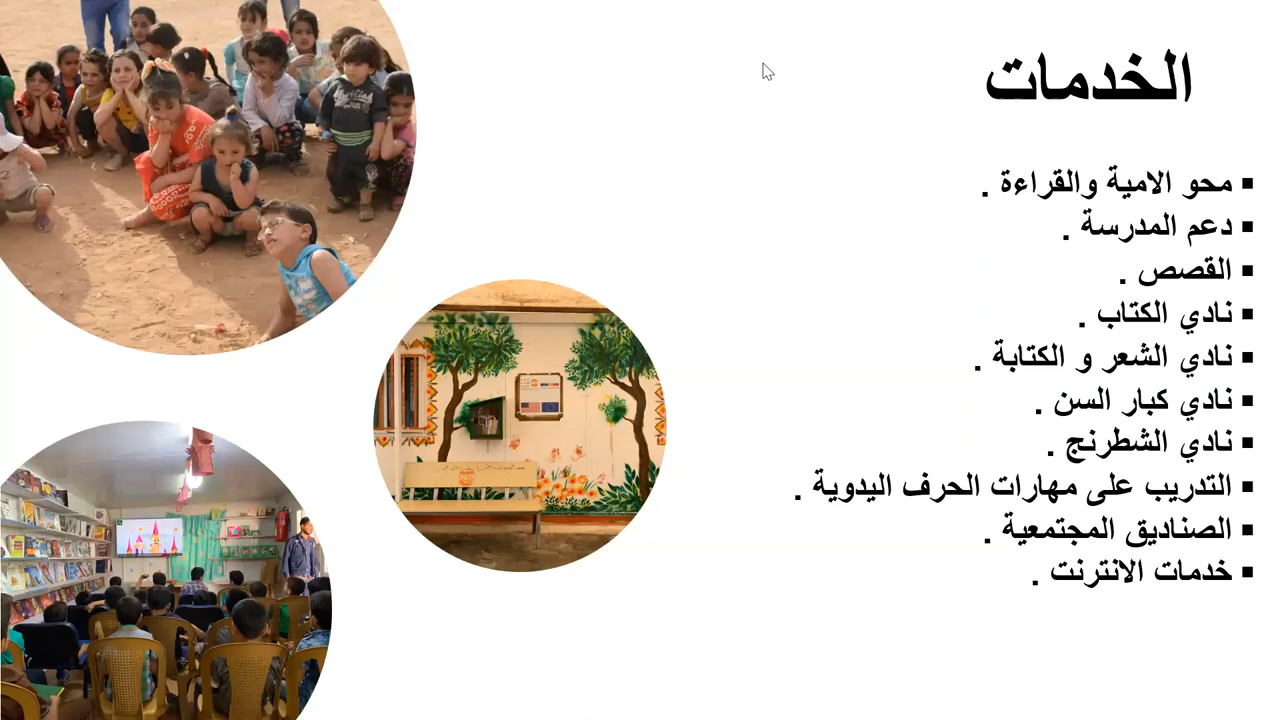 الخدمات
▪ محو الامية والقراءة .
▪ دعم المدرسة .
▪ القصص .
▪ نادي الكتاب .
▪ نادي الشعر و الكتابة .
▪ نادي كبار السن .
▪ نادي الشطرنج .
▪ التدريب على مهارات الحرف اليدوية .
▪ الصناديق المجتمعية .
▪ خدمات الانترنت .